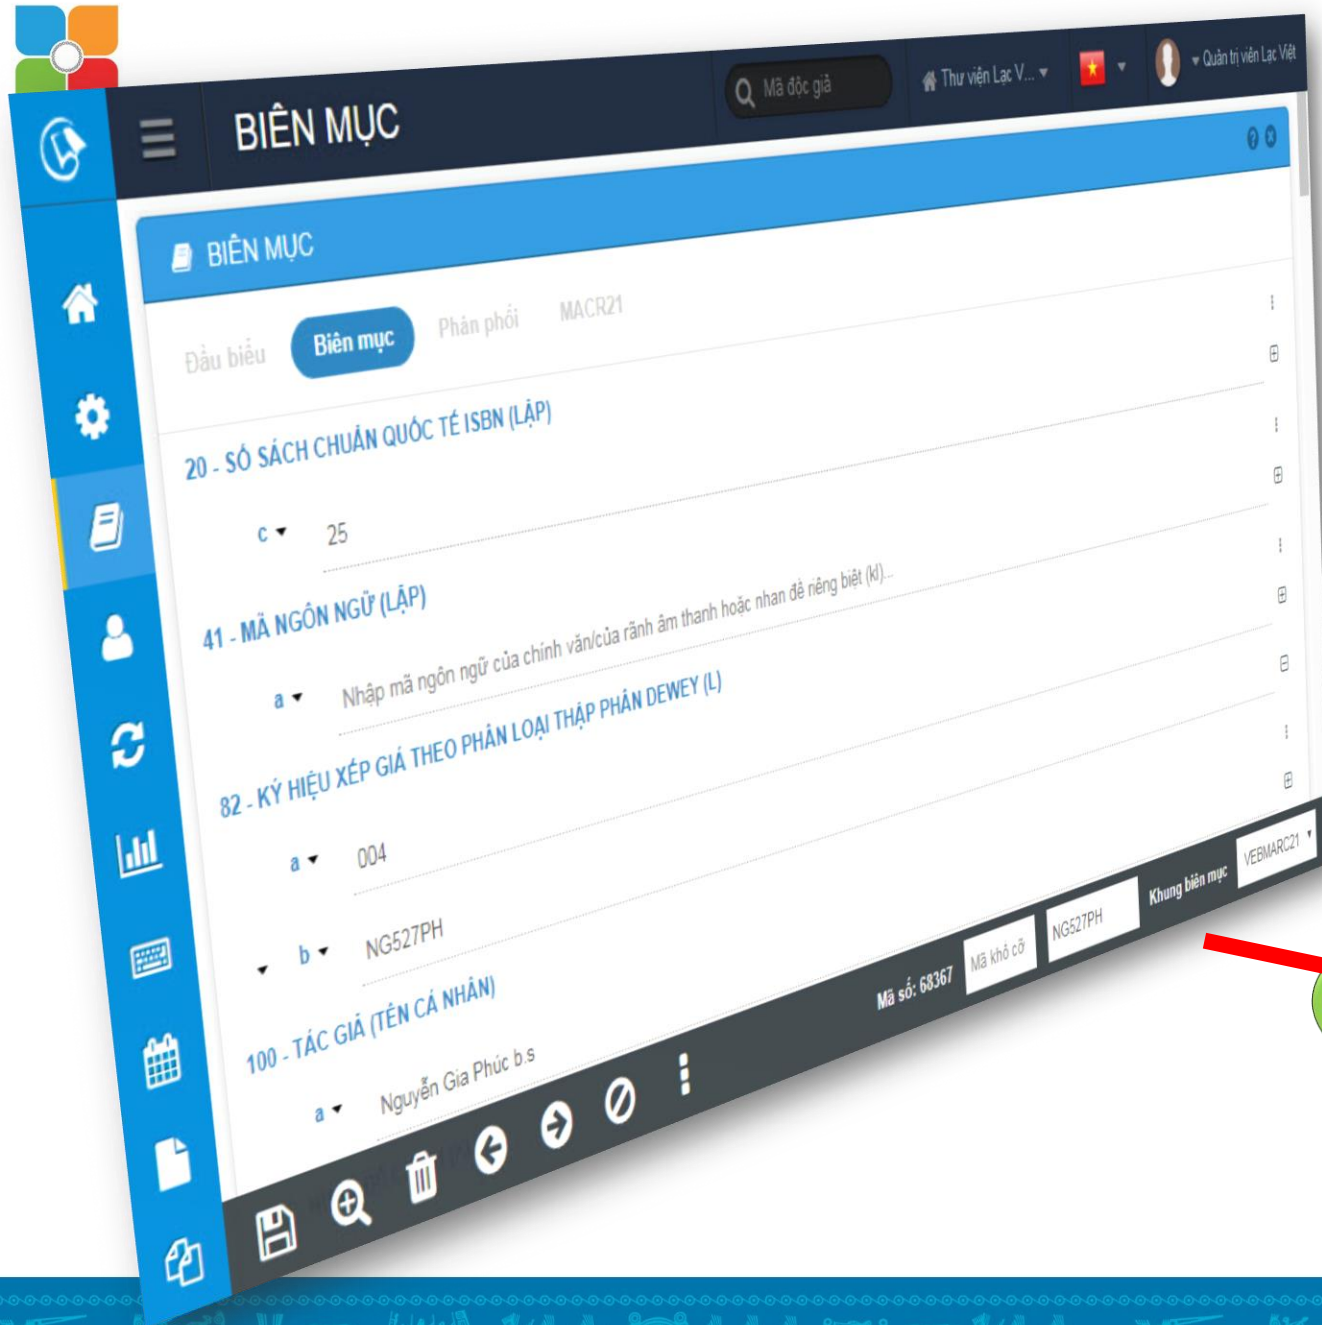 BIÊN MỤC
Mã độc giả
Thư viện Lạc V...
Quản trị viên Lạc Việt
BIÊN MỤC
Đầu biểu
Biên mục
Phân phối
MACR21
20 - SỐ SÁCH CHUẨN QUỐC TẾ ISBN (LẶP)
c 25
41 - MÃ NGÔN NGỮ (LẶP)
a Nhập mã ngôn ngữ của chính văn/của rãnh âm thanh hoặc nhan đề riêng biệt (kl)...
82 - KÝ HIỆU XẾP GIÁ THEO PHÂN LOẠI THẬP PHÂN DEWEY (L)
a 004
b NG527PH
100 - TÁC GIẢ (TÊN CÁ NHÂN)
a Nguyễn Gia Phúc b.s
Mã số: 68367
Mã khổ cỡ
NG527PH
Khung biên mục
VEBMARC21